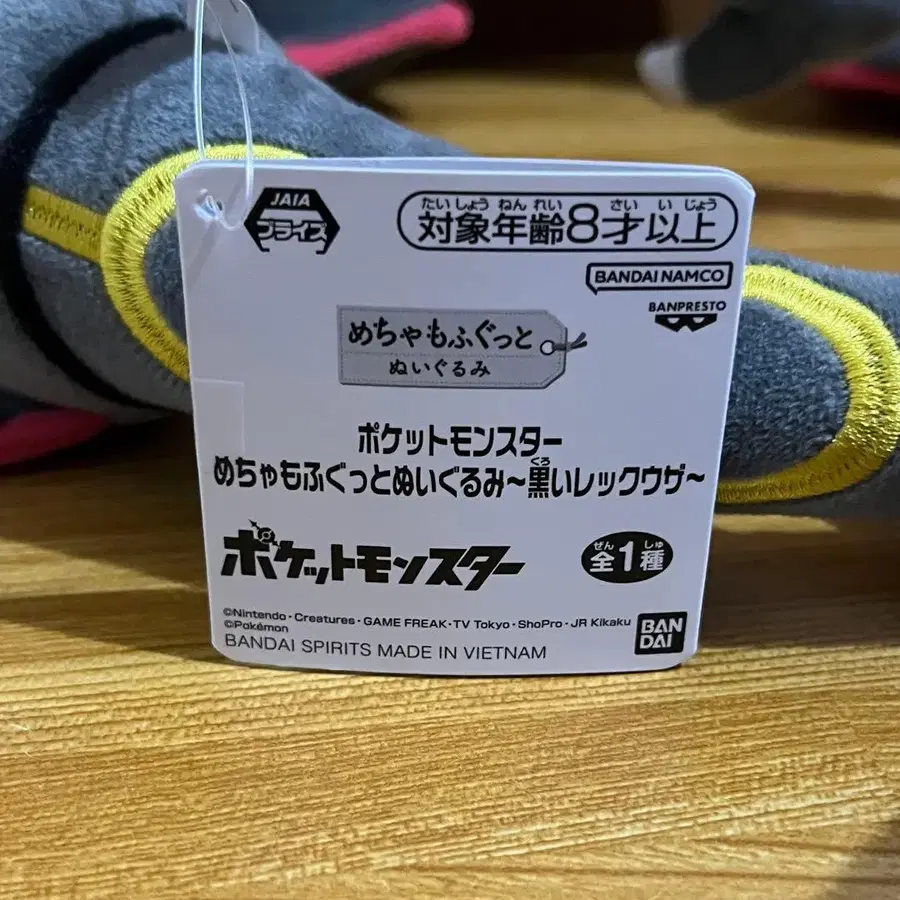 JAIA
プライズ
たいしょうねんれい さいいじょう
対象年齢8才以上
BANDAI NAMCO
BANPRESTO
めちゃもふぐっと
ぬいぐるみ
ポケットモンスター
くろ
めちゃもふぐっとぬいぐるみ～黒いレックウザ～
ポケットモンスター
ぜん しゅ
全1種
©Nintendo・Creatures・GAME FREAK・TV Tokyo・ShoPro・JR Kikaku
©Pokémon
BANDAI SPIRITS MADE IN VIETNAM
BAN
DAI